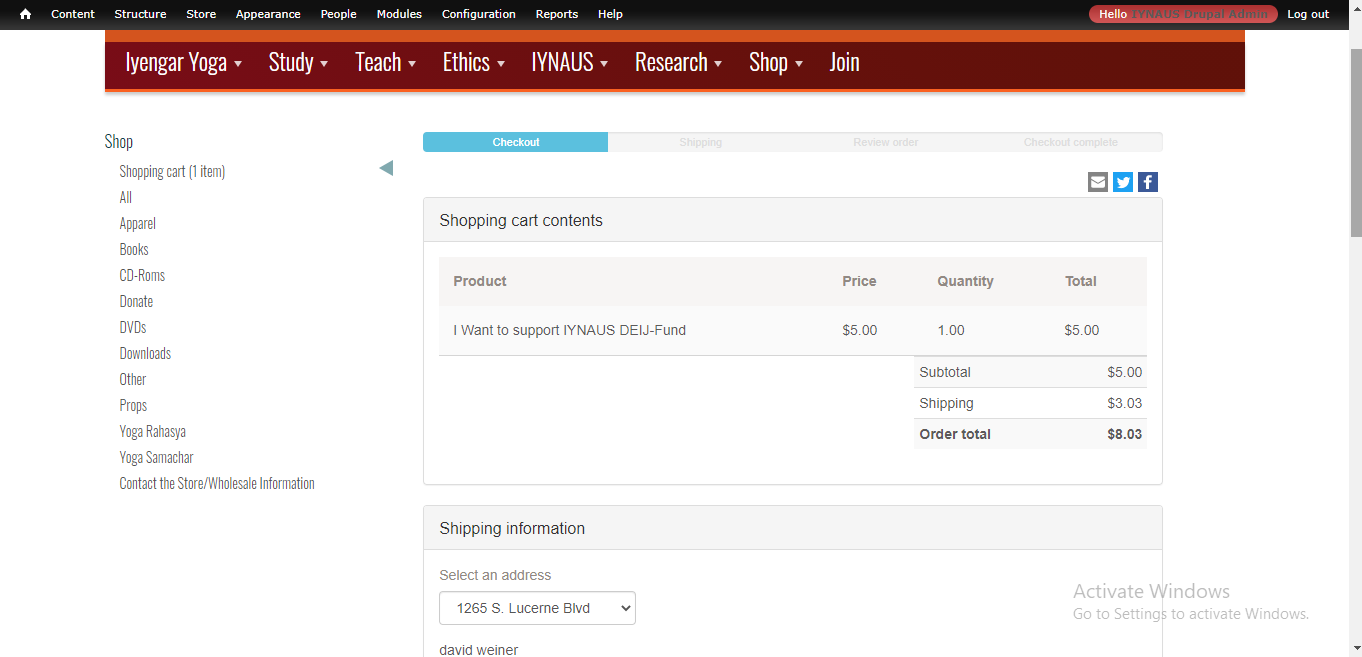 Content Structure Store Appearance People Modules Configuration Reports Help Hello IYNAUS Drupal Admin Log out
Iyengar Yoga Study Teach Ethics IYNAUS Research Shop Join
Shop
Shopping cart (1 item)
All
Apparel
Books
CD-Roms
Donate
DVDs
Downloads
Other
Props
Yoga Rahasya
Yoga Samachar
Contact the Store/Wholesale Information
Checkout Shipping Review order Checkout complete
Shopping cart contents
Product Price Quantity Total
I Want to support IYNAUS DEIJ-Fund $5.00 1.00 $5.00
Subtotal $5.00
Shipping $3.03
Order total $8.03
Shipping information
Select an address
1265 S. Lucerne Blvd
david weiner
Activate Windows
Go to Settings to activate Windows.